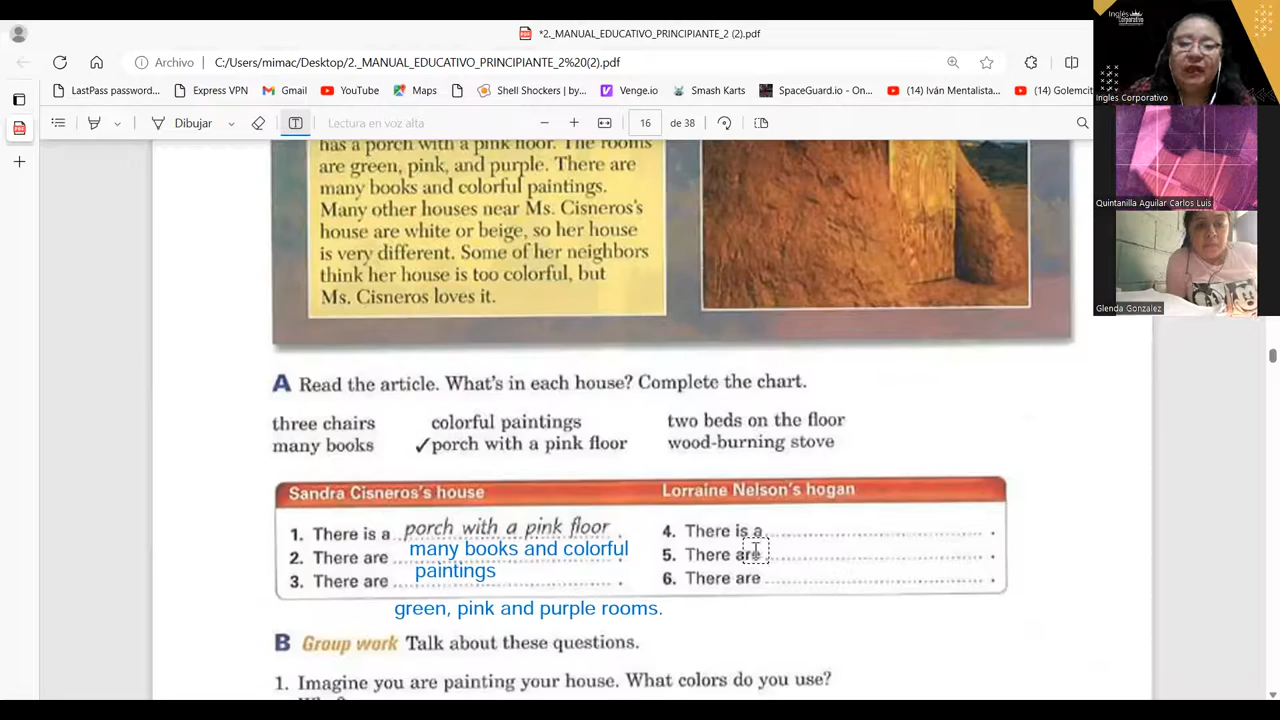 *2._MANUAL_EDUCATIVO_PRINCIPIANTE_2 (2).pdf
Archivo
C:/Users/mimac/Desktop/2._MANUAL_EDUCATIVO_PRINCIPIANTE_2%20(2).pdf
LastPass password...
Express VPN
Gmail
YouTube
Maps
Shell Shockers | by...
Venge.io
Smash Karts
SpaceGuard.io - On...
(14) Iván Mentalista...
(14) Golemcit
Dibujar
Lectura en voz alta
16
de 38
Inglés
Corporativo
Ingles Corporativo
Quintanilla Aguilar Carlos Luis
Glenda Gonzalez
has a porch with a pink floor. The rooms
are green, pink, and purple. There are
many books and colorful paintings.
Many other houses near Ms. Cisneros's
house are white or beige, so her house
is very different. Some of her neighbors
think her house is too colorful, but
Ms. Cisneros loves it.
A Read the article. What's in each house? Complete the chart.
three chairs colorful paintings two beds on the floor
many books ✓porch with a pink floor wood-burning stove
Sandra Cisneros's house
1. There is a porch with a pink floor .
2. There are many books and colorful
paintings
3. There are .
green, pink and purple rooms.
Lorraine Nelson's hogan
4. There is a .
5. There are .
6. There are .
B Group work Talk about these questions.
1. Imagine you are painting your house. What colors do you use?